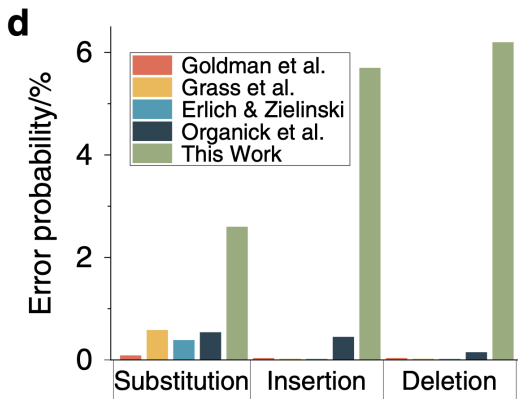 d
Error probability/%
6
4
2
0
Goldman et al.
Grass et al.
Erlich & Zielinski
Organick et al.
This Work
Substitution
Insertion
Deletion